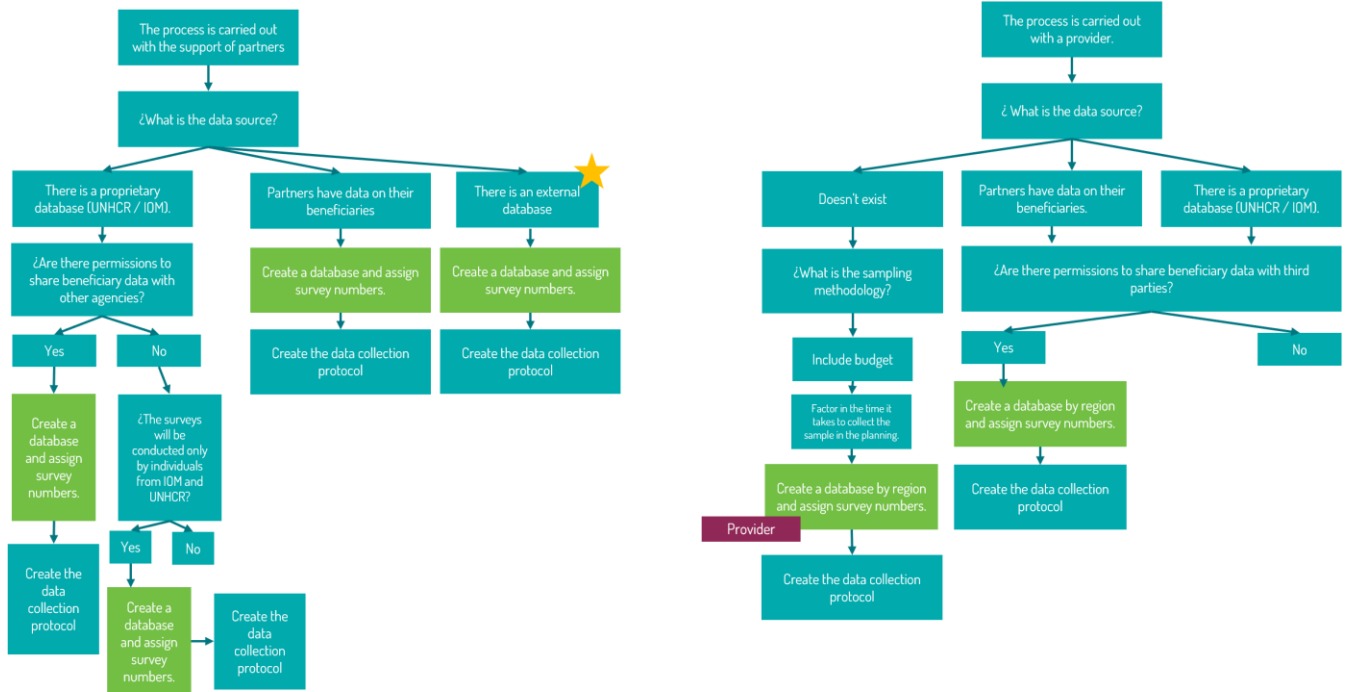 The process is carried out
with the support of partners
¿What is the data source?
There is a proprietary
database (UNHCR / IOM).
Partners have data on their
beneficiaries
There is an external
database
¿Are there permissions to
share beneficiary data with
other agencies?
Create a database and assign
survey numbers.
Create a database and assign
survey numbers.
Yes
No
Create the data collection
protocol
Create the data collection
protocol
Create a
database
and assign
survey
numbers.
¿The surveys
will be
conducted only
by individuals
from IOM and
UNHCR?
Yes
No
Create the
data
collection
protocol
Create a
database
and assign
survey
numbers.
Create the
data
collection
protocol
The process is carried out
with a provider.
¿ What is the data source?
Doesn't exist
Partners have data on their
beneficiaries.
There is a proprietary
database (UNHCR / IOM).
¿What is the sampling
methodology?
¿Are there permissions to share beneficiary data with third
parties?
Include budget
Yes
No
Factor in the time it
takes to collect the
sample in the planning.
Create a database by region
and assign survey numbers.
Create a database by region
and assign survey numbers.
Provider
Create the data collection
protocol
Create the data collection
protocol